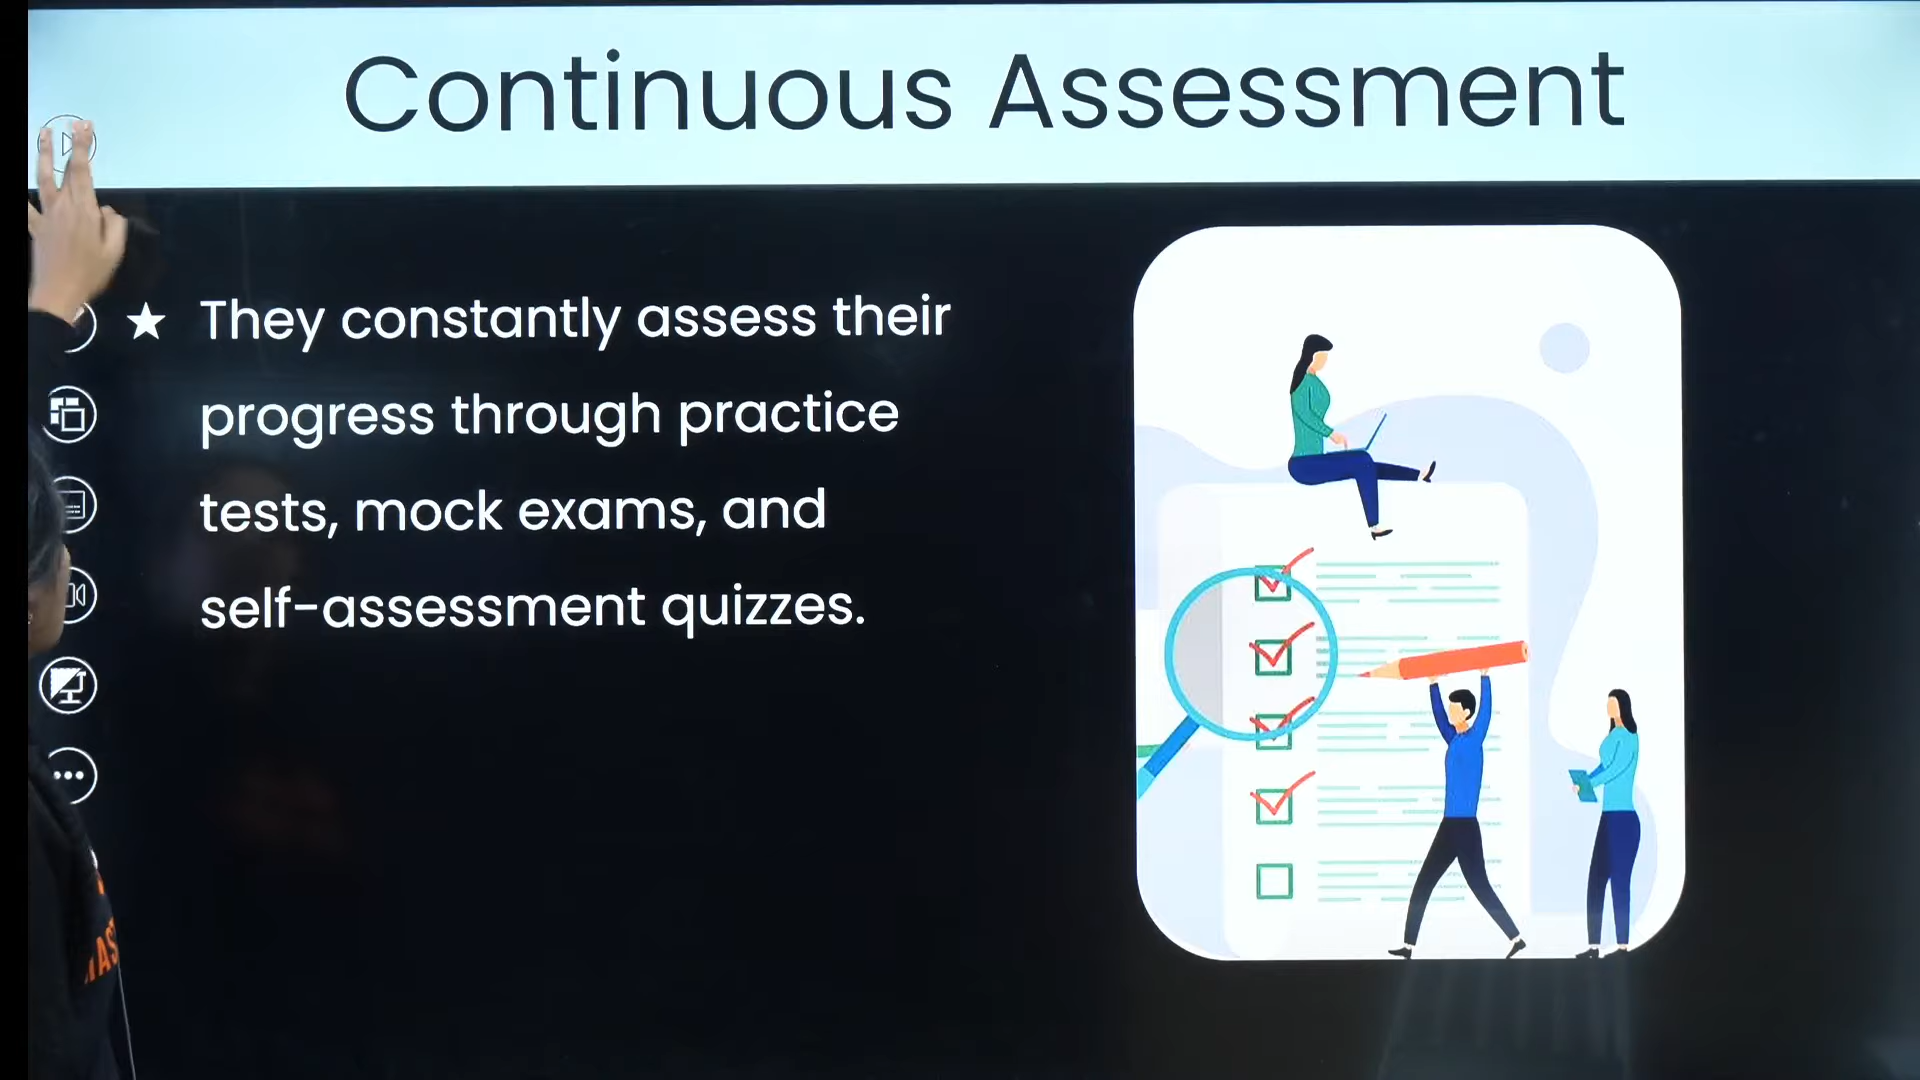 Continuous Assessment
★ They constantly assess their
progress through practice
tests, mock exams, and
self-assessment quizzes.